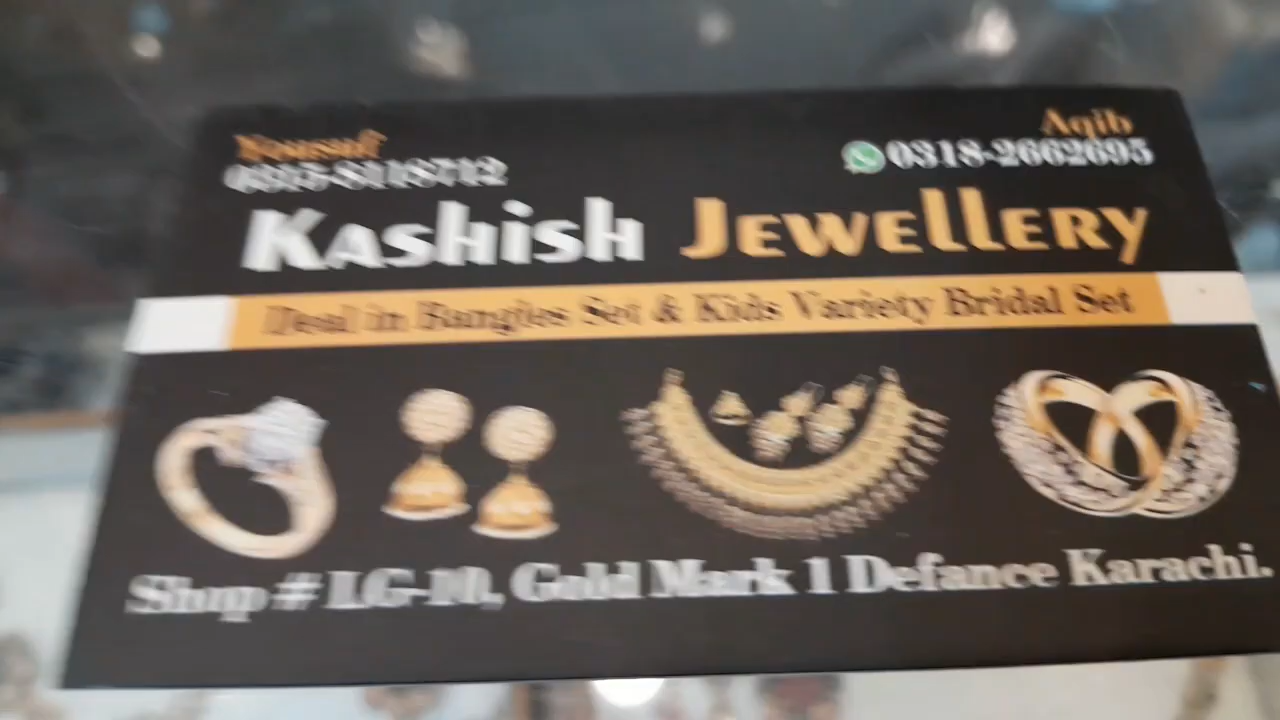 Yousuf
Aqib
0318-2662695
Kashish Jewellery
Deal in Bangles Set & Kids Variety Bridal Set
Shop # LG-10, Gold Mark 1 Defance Karachi.